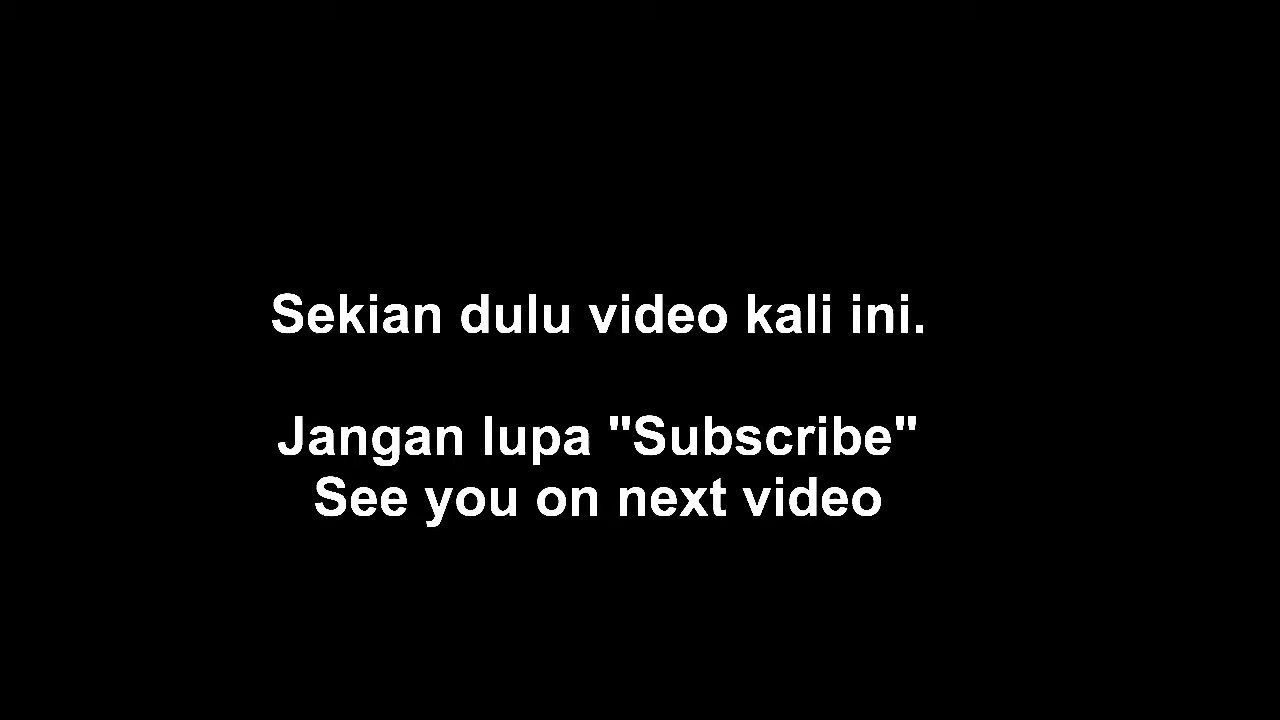 Sekian dulu video kali ini.
Jangan lupa "Subscribe"
See you on next video